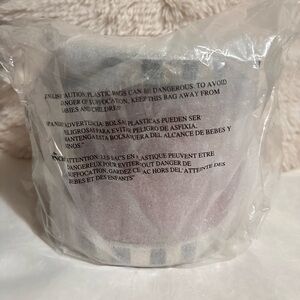 ENGLISH CAUTION: PLASTIC BAGS CAN BE DANGEROUS. TO AVOID
DANGER OF SUFFOCATION, KEEP THIS BAG AWAY FROM
BABIES AND CHILDREN
ADVERTENCIA: BOLSAS PLASTICAS PUEDEN SER
PELIGROSAS PARA EVITAR PELIGRO DE ASFIXIA,
MANTENGA ESTA BOLSA FUERA DEL ALCANCE DE BEBES Y
NINOS."
ATTENTION: LES SACS EN PLASTIQUE PEUVENT ETRE
DANGEREUX POUR EVITER TOUT DANGER DE
SUFFOCATION, GARDEZ CE SAC HORS DE L'ATTEINTE DES
BEBES ET DES ENFANTS"